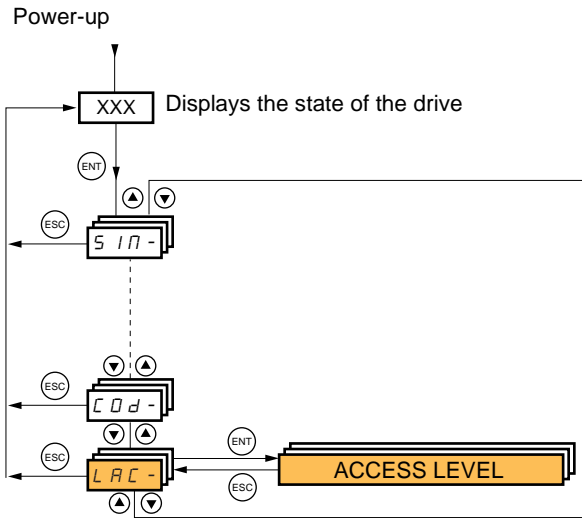 Power-up
XXX Displays the state of the drive
ENT
ESC
SIM-
ESC
COd-
ENT
ESC
LAC- ACCESS LEVEL
ESC